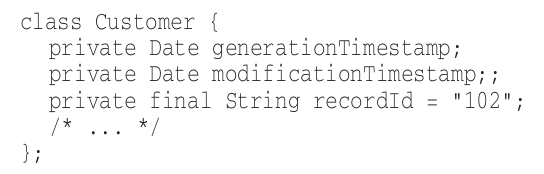 class Customer {
private Date generationTimestamp;
private Date modificationTimestamp;;
private final String recordId = "102";
/* ... */
};